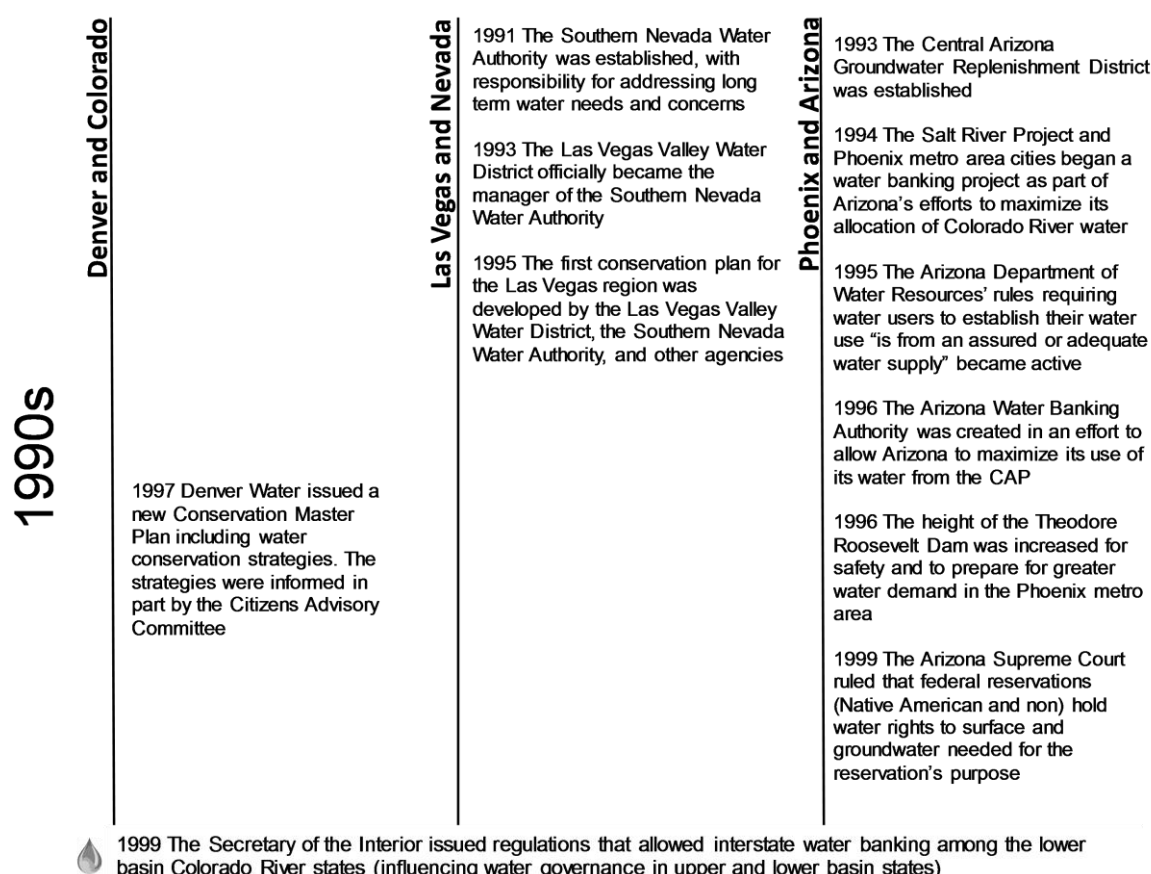 1990s
Denver and Colorado
1997 Denver Water issued a
new Conservation Master
Plan including water
conservation strategies. The
strategies were informed in
part by the Citizens Advisory
Committee
Las Vegas and Nevada
1991 The Southern Nevada Water
Authority was established, with
responsibility for addressing long
term water needs and concerns
1993 The Las Vegas Valley Water
District officially became the
manager of the Southern Nevada
Water Authority
1995 The first conservation plan for
the Las Vegas region was
developed by the Las Vegas Valley
Water District, the Southern Nevada
Water Authority, and other agencies
Phoenix and Arizona
1993 The Central Arizona
Groundwater Replenishment District
was established
1994 The Salt River Project and
Phoenix metro area cities began a
water banking project as part of
Arizona’s efforts to maximize its
allocation of Colorado River water
1995 The Arizona Department of
Water Resources’ rules requiring
water users to establish their water
use “is from an assured or adequate
water supply” became active
1996 The Arizona Water Banking
Authority was created in an effort to
allow Arizona to maximize its use of
its water from the CAP
1996 The height of the Theodore
Roosevelt Dam was increased for
safety and to prepare for greater
water demand in the Phoenix metro
area
1999 The Arizona Supreme Court
ruled that federal reservations
(Native American and non) hold
water rights to surface and
groundwater needed for the
reservation’s purpose
1999 The Secretary of the Interior issued regulations that allowed interstate water banking among the lower
basin Colorado River states (influencing water governance in upper and lower basin states)